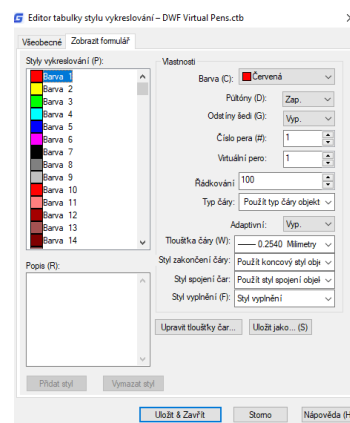 Editor tabulky stylu vykreslování – DWF Virtual Pens.ctb
Všeobecné Zobrazit formulář
Styly vykreslování (P):
Barva 1
Barva 2
Barva 3
Barva 4
Barva 5
Barva 6
Barva 7
Barva 8
Barva 9
Barva 10
Barva 11
Barva 12
Barva 13
Barva 14
Popis (R):
Přidat styl Vymazat styl
Vlastnosti
Barva (C): Červená
Půltóny (D): Zap.
Odstíny šedi (G): Vyp.
Číslo pera (#): 1
Virtuální pero: 1
Řádkování 100
Typ čáry: Použít typ čáry objekt
Adaptivní: Vyp.
Tloušťka čáry (W): 0.2540 Milimetry
Styl zakončení čáry: Použít koncový styl obje
Styl spojení čar: Použít styl spojení objek
Styl vyplnění (F): Styl vyplnění
Upravit tloušťky čar... Uložit jako... (S)
Uložit & Zavřít Storno Nápověda (H